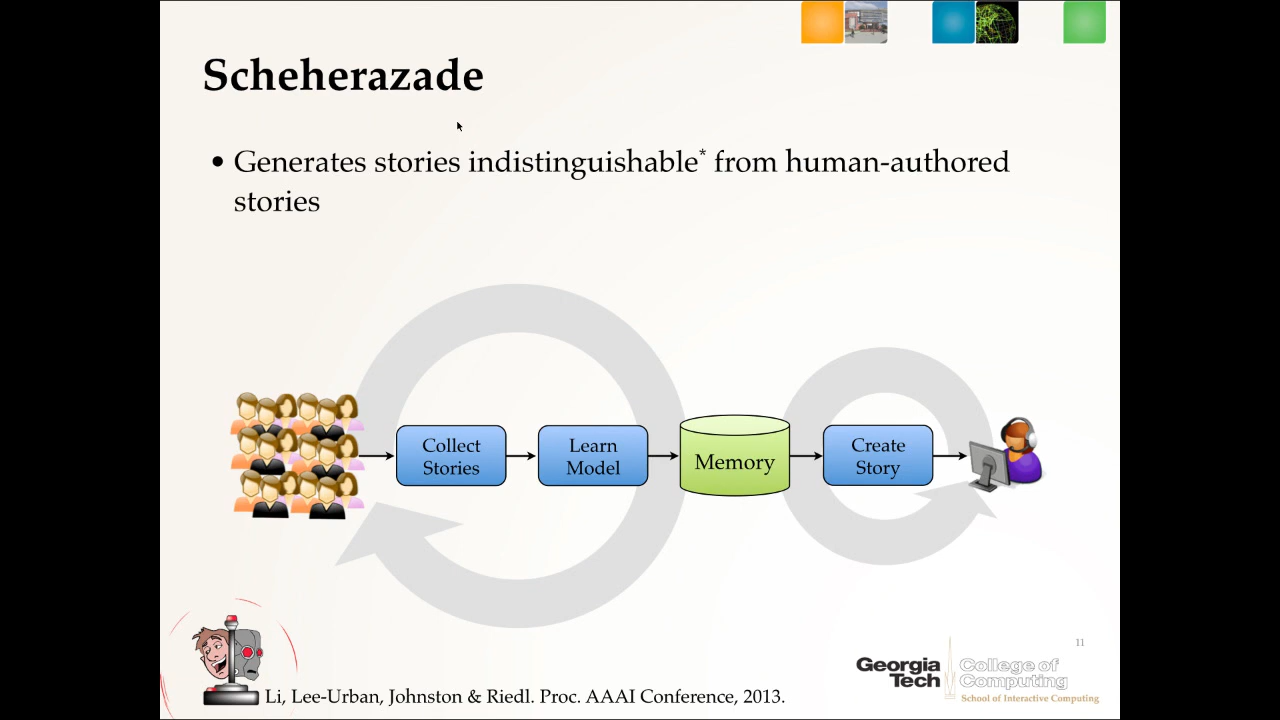 Scheherazade
• Generates stories indistinguishable* from human-authored
stories
Collect
Stories
Learn
Model
Memory
Create
Story
11
Georgia
Tech
College of
Computing
School of Interactive Computing
Li, Lee-Urban, Johnston & Riedl. Proc. AAAI Conference, 2013.